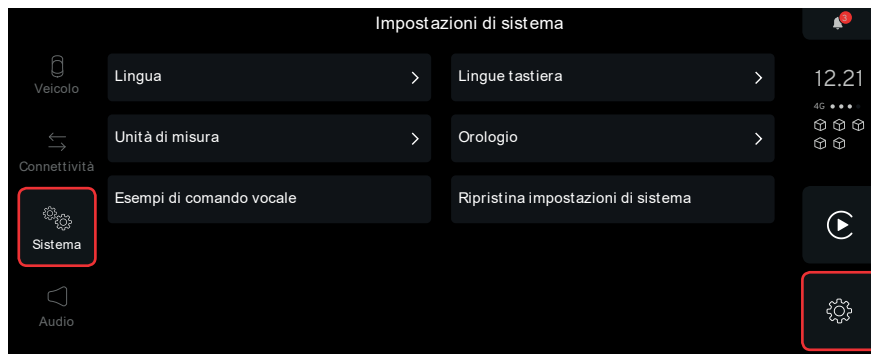 Impostazioni di sistema
3
Veicolo
Lingua
Lingue tastiera
12.21
4G
Connettività
Unità di misura
Orologio
Sistema
Esempi di comando vocale
Ripristina impostazioni di sistema
Audio